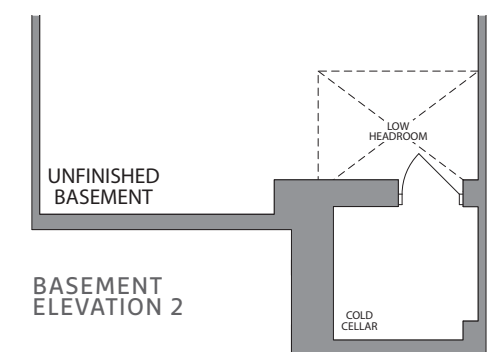 LOW
HEADROOM
UNFINISHED
BASEMENT
BASEMENT
ELEVATION 2
COLD
CELLAR